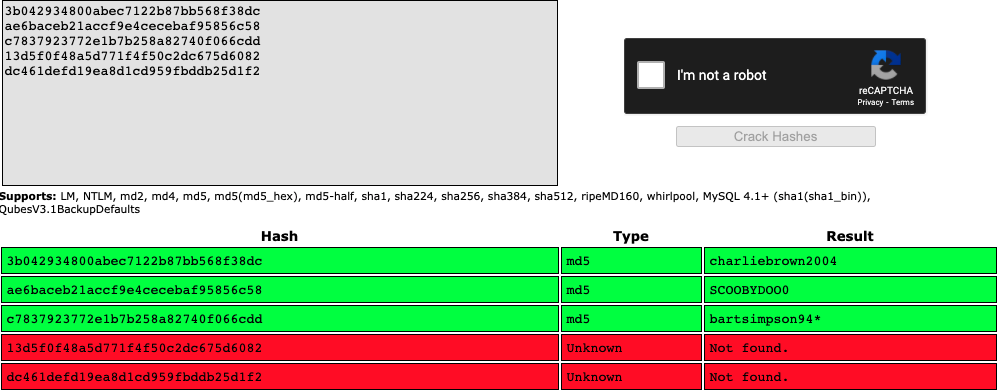 3b042934800abec7122b87bb568f38dc
ae6baceb21accf9e4cecebaf95856c58
c7837923772e1b7b258a82740f066cdd
13d5f0f48a5d771f4f50c2dc675d6082
dc461defd19ea8d1cd959fbddb25d1f2
I'm not a robot
reCAPTCHA
Privacy - Terms
Crack Hashes
Supports: LM, NTLM, md2, md4, md5, md5(md5_hex), md5-half, sha1, sha224, sha256, sha384, sha512, ripeMD160, whirlpool, MySQL 4.1+ (sha1(sha1_bin)),
QubesV3.1BackupDefaults
Hash Type Result
3b042934800abec7122b87bb568f38dc md5 charliebrown2004
ae6baceb21accf9e4cecebaf95856c58 md5 SCOOBYDOO0
c7837923772e1b7b258a82740f066cdd md5 bartsimpson94*
13d5f0f48a5d771f4f50c2dc675d6082 Unknown Not found.
dc461defd19ea8d1cd959fbddb25d1f2 Unknown Not found.